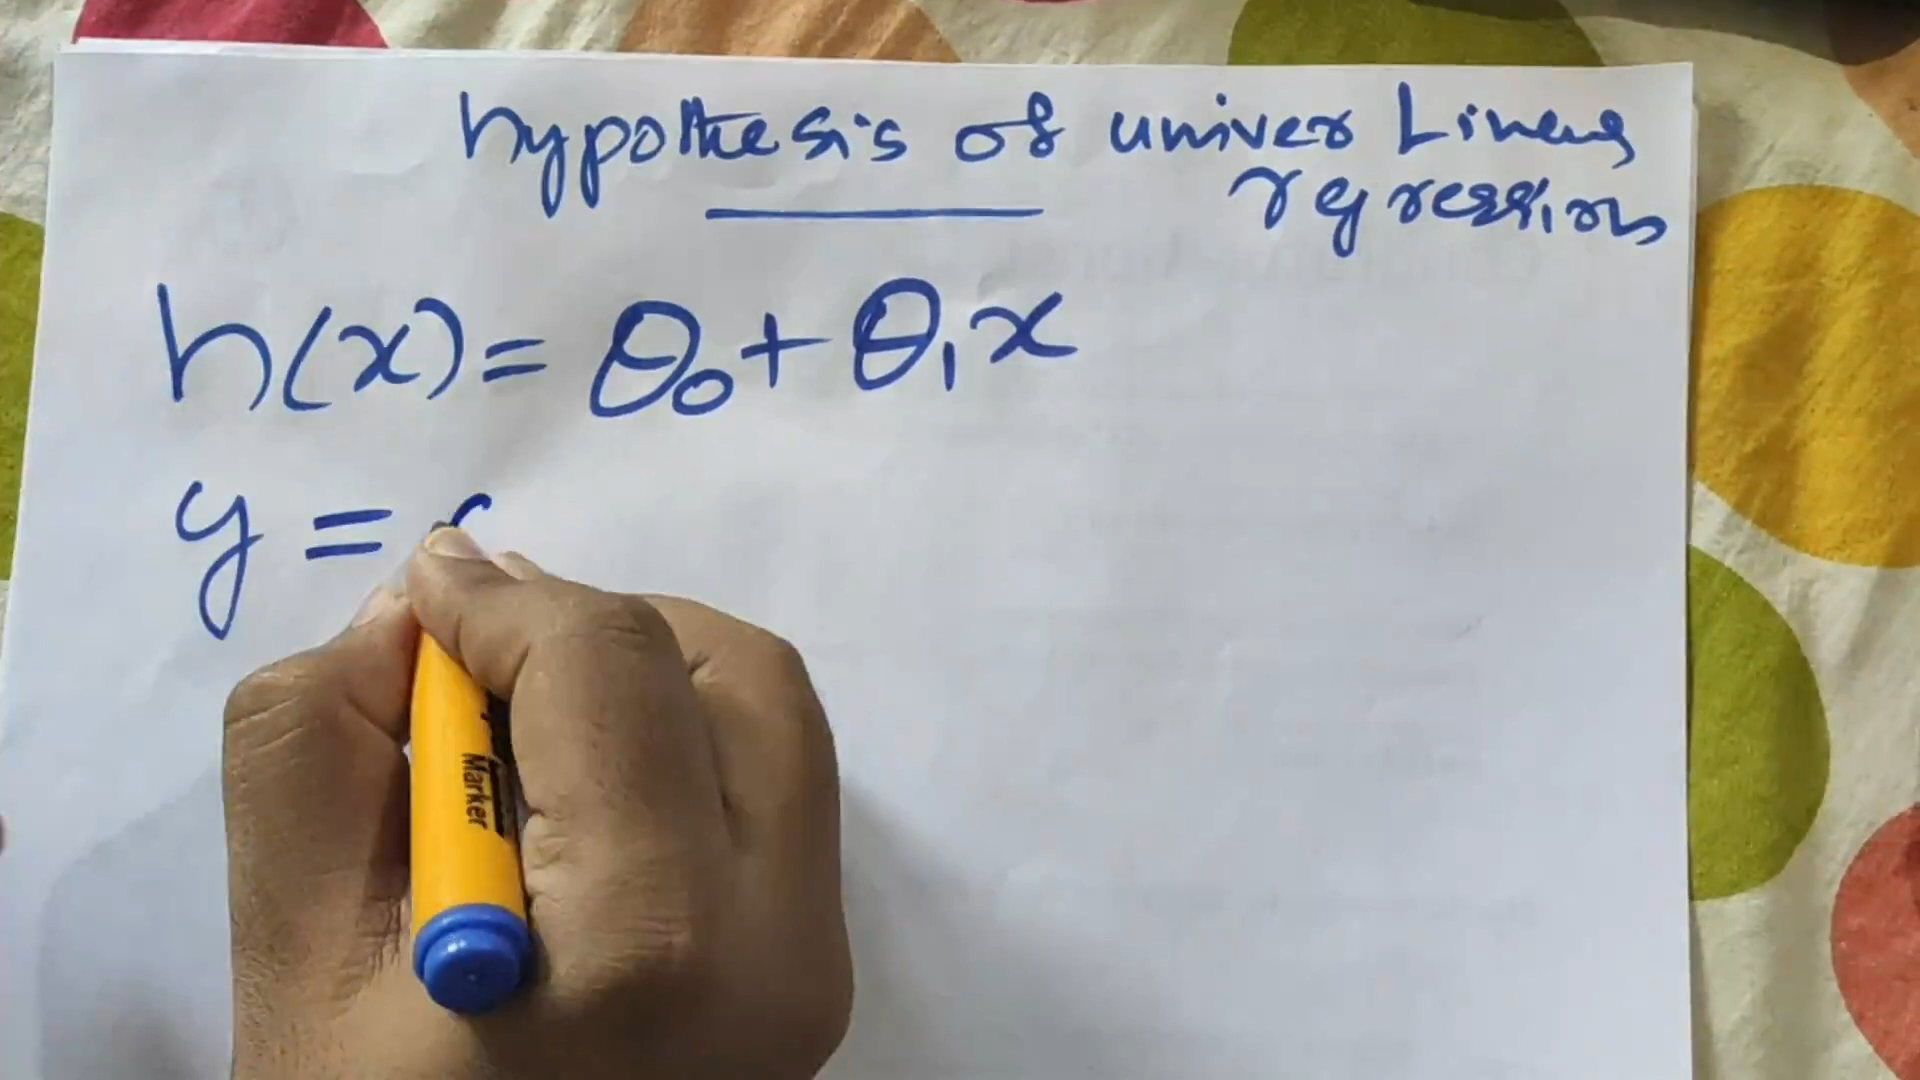 hypothesis of univer Linear
regression
h(x) = θ₀ + θ₁x
y =
Marker